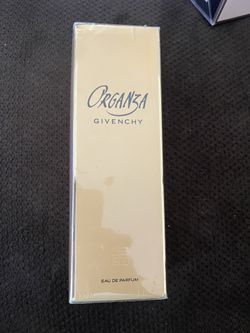 ORGANZA
GIVENCHY
EAU DE PARFUM